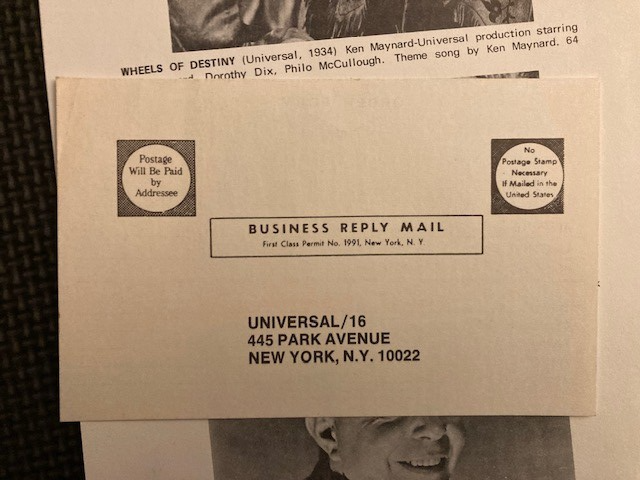 WHEELS OF DESTINY (Universal, 1934) Ken Maynard-Universal production starring
Dorothy Dix, Philo McCullough. Theme song by Ken Maynard. 64
Postage
Will Be Paid
by
Addressee
No
Postage Stamp
Necessary
If Mailed in the
United States
BUSINESS REPLY MAIL
First Class Permit No. 1991, New York, N. Y
UNIVERSAL/16
445 PARK AVENUE
NEW YORK, N.Y. 10022